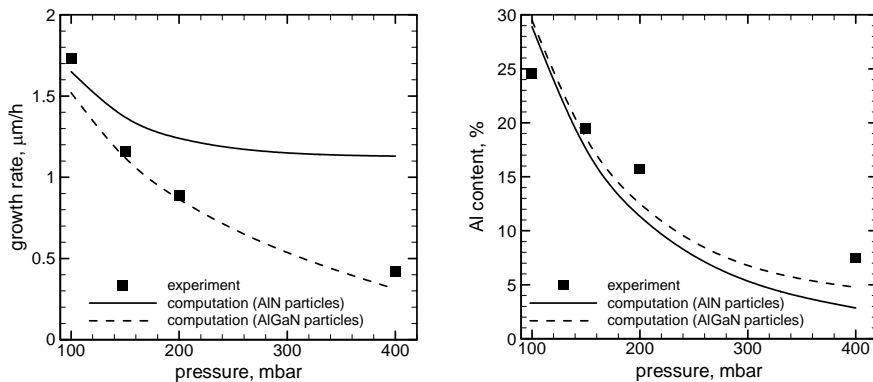 2
1.5
1
0.5
0
growth rate, μm/h
100
200
300
400
pressure, mbar
experiment
computation (AlN particles)
computation (AlGaN particles)
30
25
20
15
10
5
0
Al content, %
100
200
300
400
pressure, mbar
experiment
computation (AlN particles)
computation (AlGaN particles)